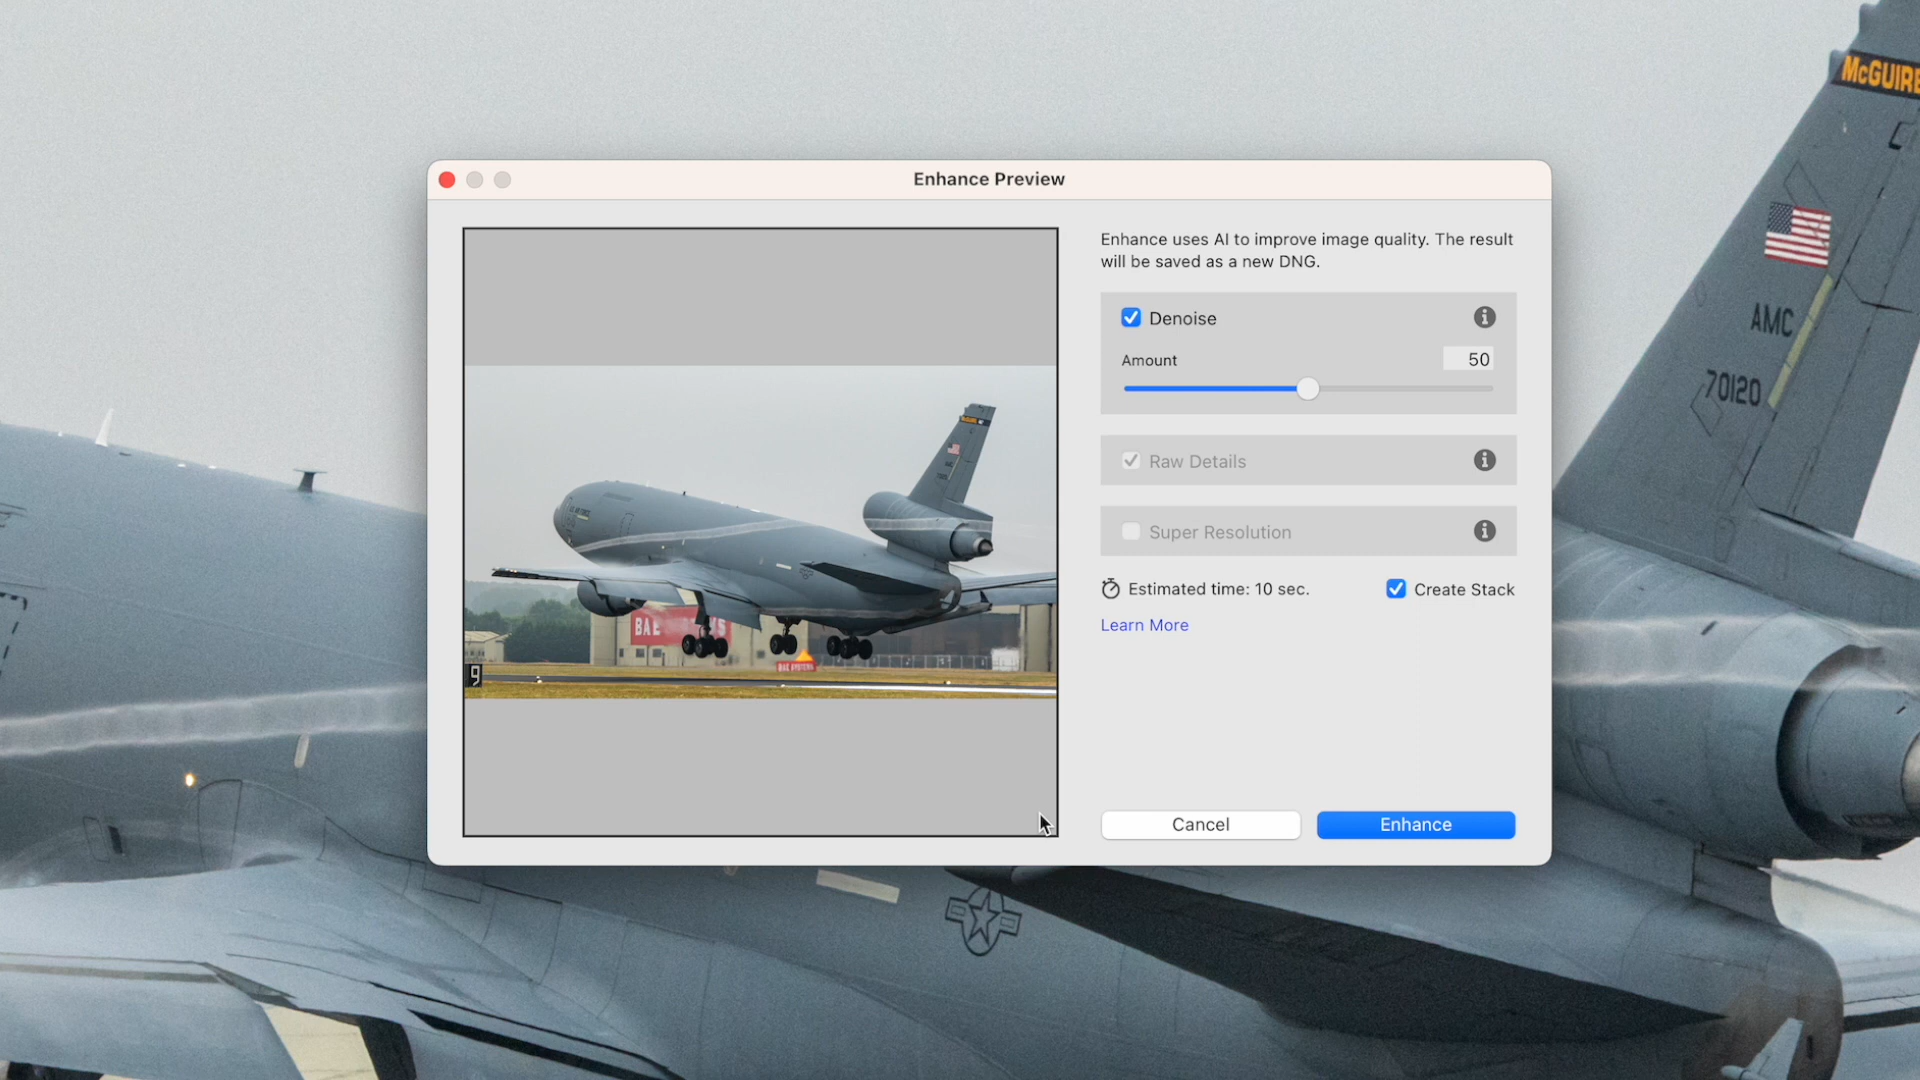 McGUIRE
AMC
70120
Enhance Preview
Enhance uses AI to improve image quality. The result
will be saved as a new DNG.
Denoise
Amount
50
Raw Details
Super Resolution
Estimated time: 10 sec.
Create Stack
Learn More
Cancel
Enhance
BAE
BAE SYSTEMS
9